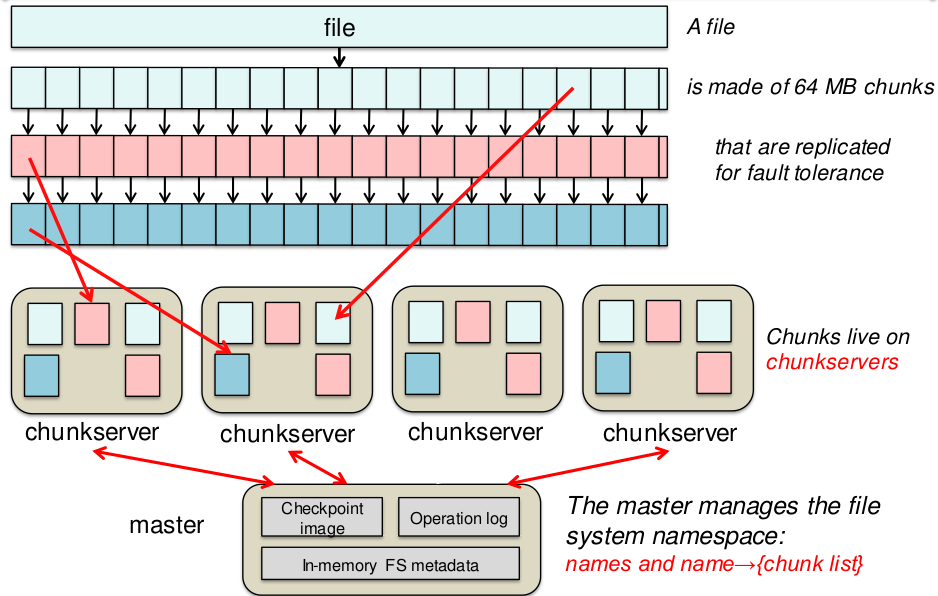 file
A file
is made of 64 MB chunks
that are replicated
for fault tolerance
Chunks live on
chunkservers
chunkserver
chunkserver
chunkserver
chunkserver
master
Checkpoint
image
Operation log
In-memory FS metadata
The master manages the file
system namespace:
names and name→{chunk list}